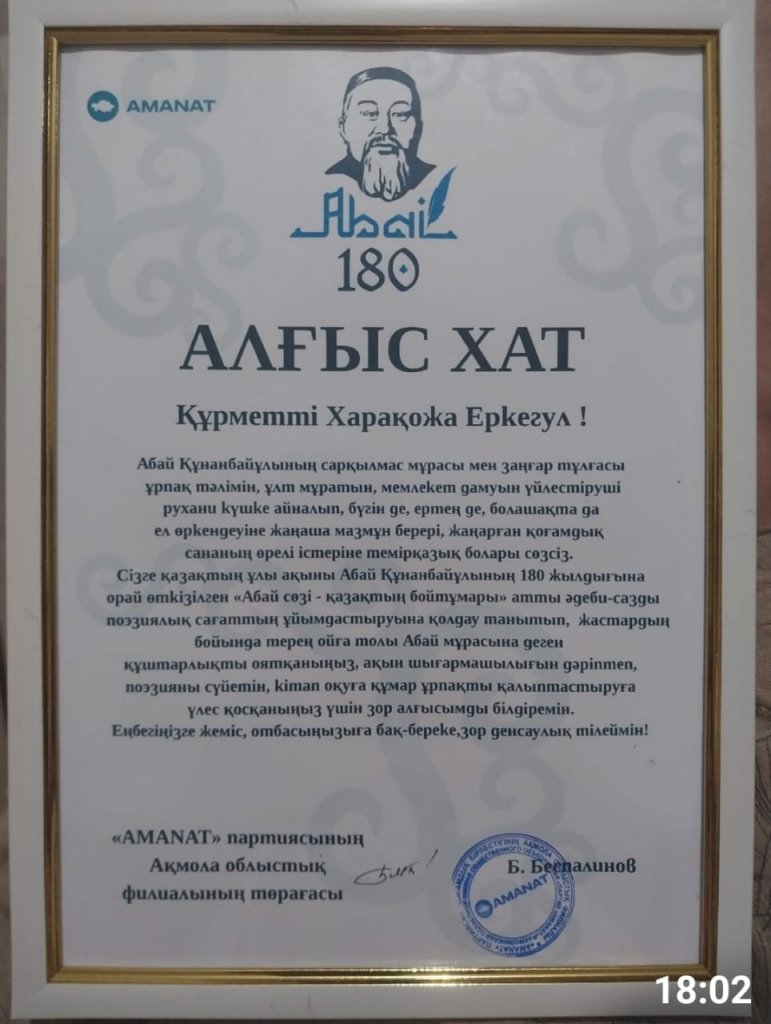 AMANAT
Abai
180
АЛҒЫС ХАТ
Құрметті Харақожа Еркегул !
Абай Құнанбайұлының сарқылмас мұрасы мен заңғар тұлғасы
ұрпақ тәлімін, ұлт мұратын, мемлекет дамуын үйлестіруші
рухани күшке айналып, бүгін де, ертең де, болашақта да
ел өркендеуіне жаңаша мазмұн берері, жаңарған қоғамдық
сананың өрелі істеріне темірқазық болары сөзсіз.
Сізге қазақтың ұлы ақыны Абай Құнанбайұлының 180 жылдығына
орай өткізілген «Абай сөзі - қазақтың бойтұмары» атты әдеби-сазды
поэзиялық сағаттың ұйымдастыруына қолдау танытып, жастардың
бойында терең ойға толы Абай мұрасына деген
құштарлықты оятқаныңыз, ақын шығармашылығын дәріптеп,
поэзияны сүйетін, кітап оқуға құмар ұрпақты қалыптастыруға
үлес қосқаныңыз үшін зор алғысымды білдіремін.
Еңбегіңізге жеміс, отбасыңызыға бақ-береке,зор денсаулық тілеймін!
«AMANAT» партиясының
Ақмола облыстық
филиалының төрағасы
Б. Беспалинов
AMANAT
18:02